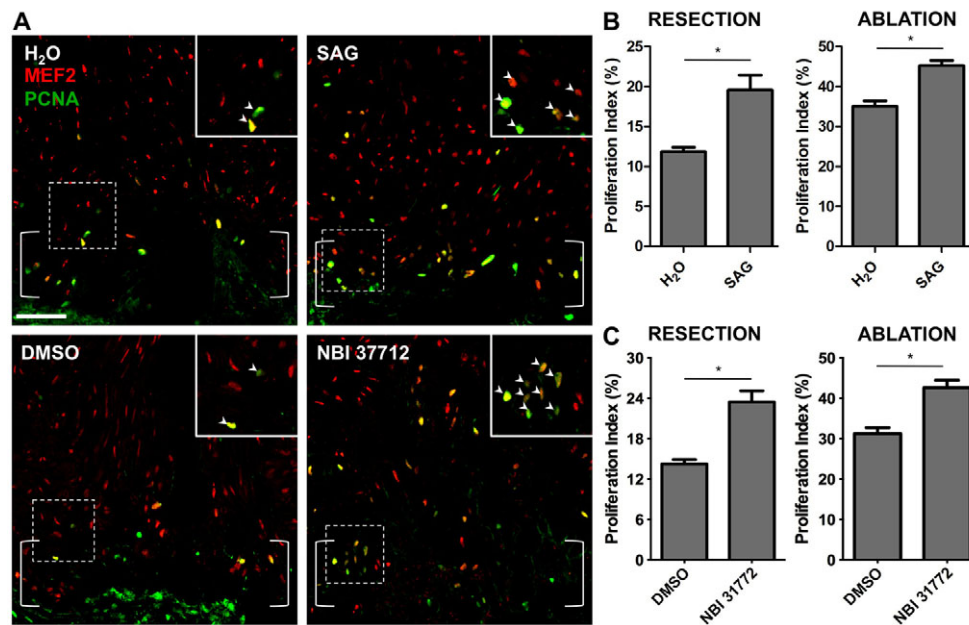 A
H₂O
MEF2
PCNA
SAG
DMSO
NBI 37712
B
RESECTION
ABLATION
Proliferation Index (%)
25
20
15
10
5
0
*
H₂O
SAG
Proliferation Index (%)
50
40
30
20
10
0
*
H₂O
SAG
C
RESECTION
ABLATION
Proliferation Index (%)
30
24
18
12
6
0
*
DMSO
NBI 31772
Proliferation Index (%)
50
40
30
20
10
0
*
DMSO
NBI 31772